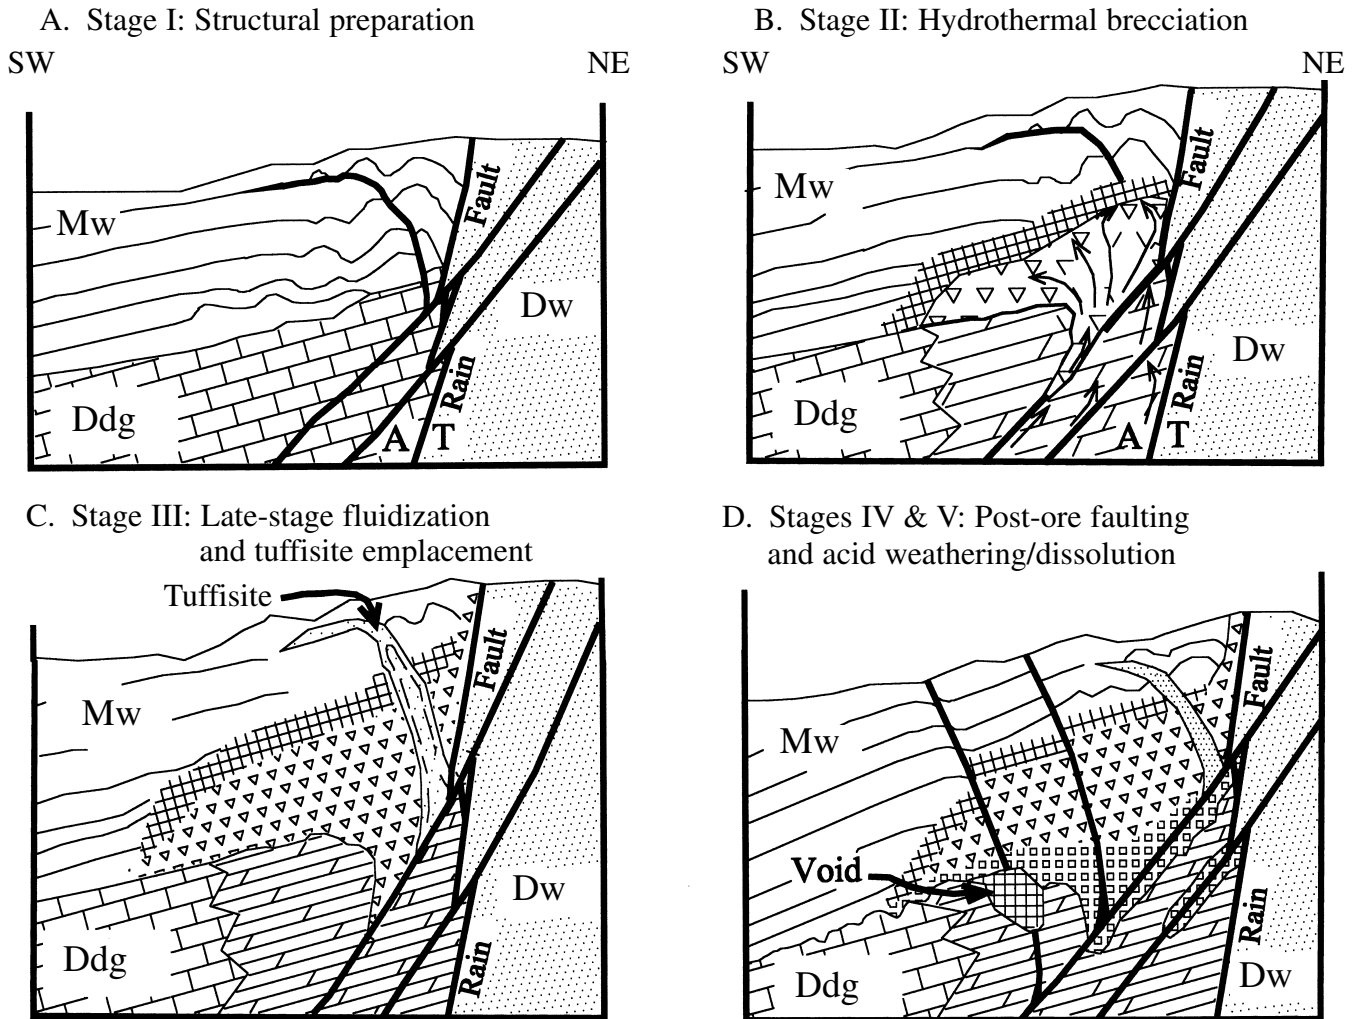 A. Stage I: Structural preparation
SW
NE
Mw
Fault
Dw
Ddg
Rain
A T
B. Stage II: Hydrothermal brecciation
SW
NE
Mw
Fault
Dw
Ddg
Rain
A T
C. Stage III: Late-stage fluidization
and tuffisite emplacement
Tuffisite
Mw
Fault
Dw
Ddg
Rain
D. Stages IV & V: Post-ore faulting
and acid weathering/dissolution
Mw
Fault
Void
Rain
Ddg
Dw